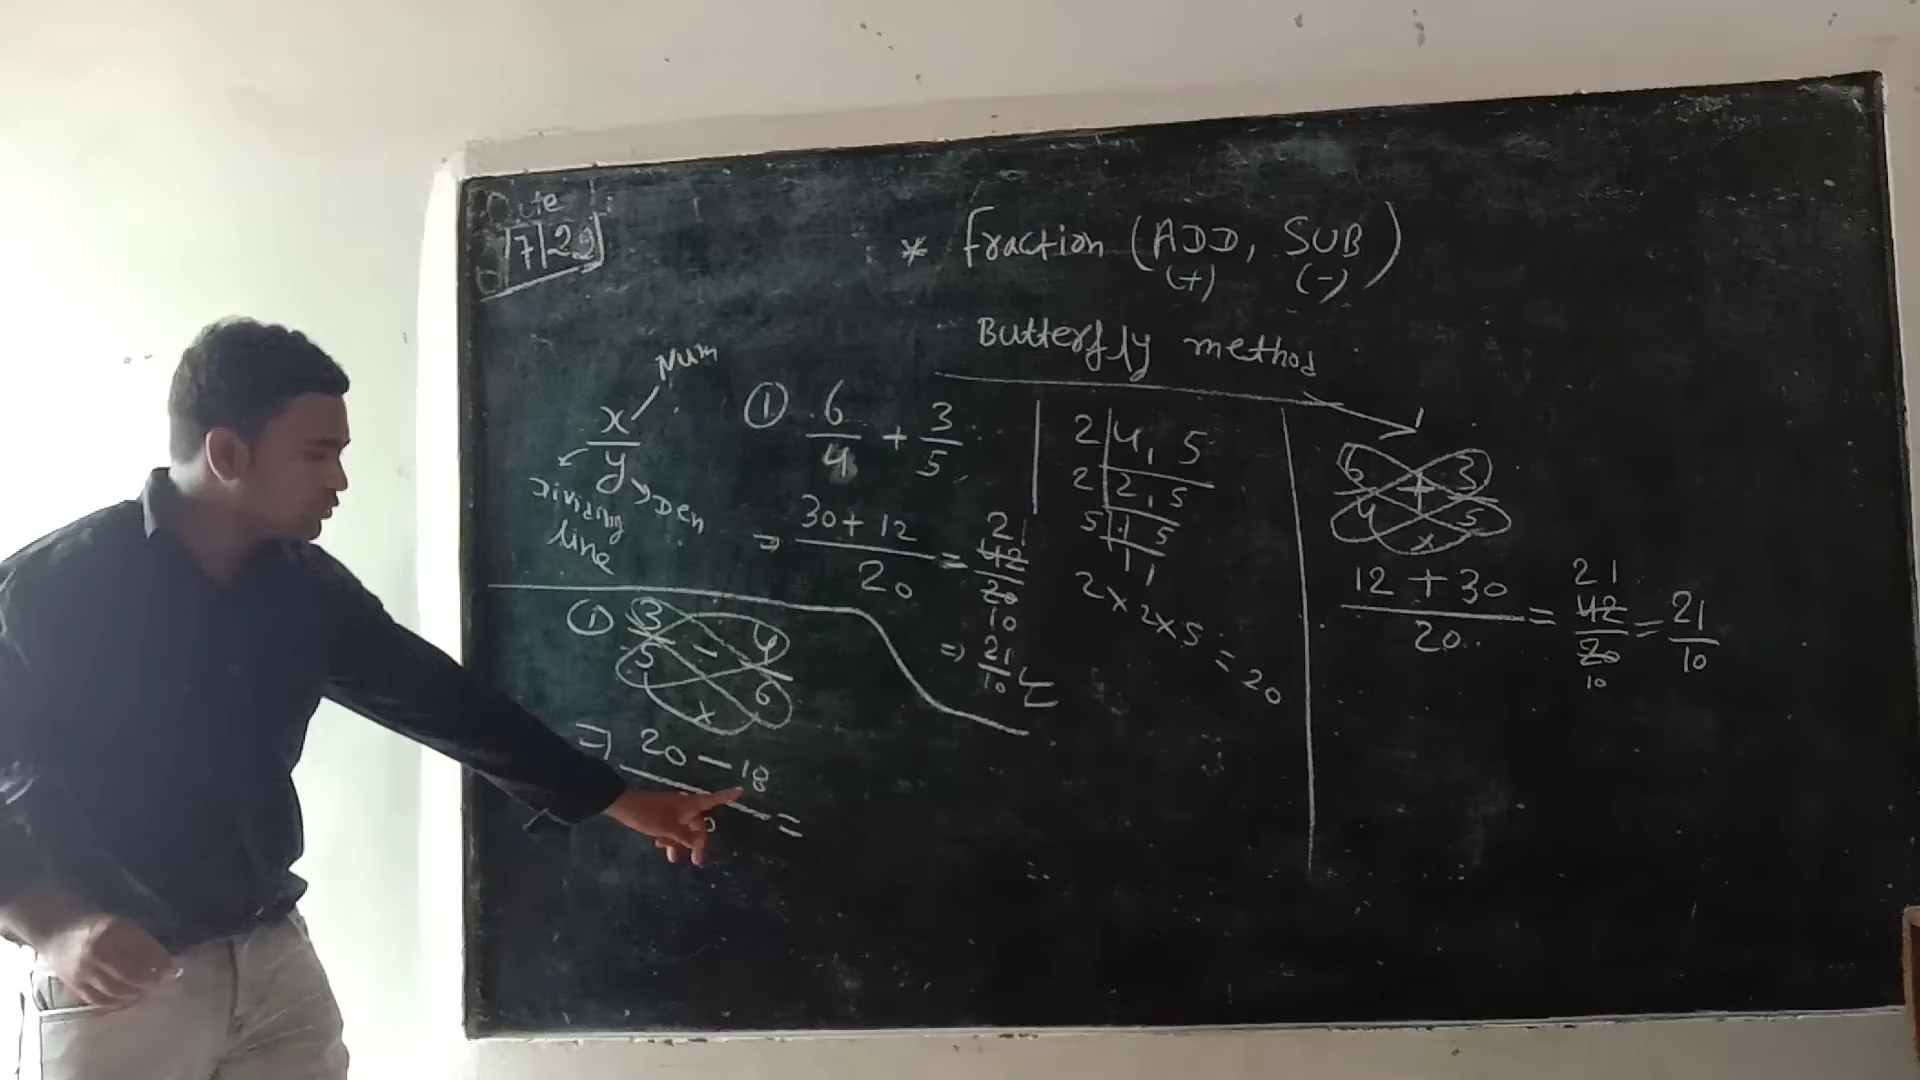 Date
/7/22
* Fraction (ADD, SUB)
(+) (-)
Butterfly method
Num
x
y
Dividing line
Den
① 6/4 + 3/5
⇒ 30 + 12 / 20 = 21 42/20 10
⇒ 21/10
2 | 4, 5
2 | 2, 5
5 | 1, 5
1, 1
2 × 2 × 5 = 20
6/4 + 3/5
×
12 + 30 / 20 = 21 42/20 10 = 21/10
① 3/5 - 4/6
×
⇒ 20 - 18
=